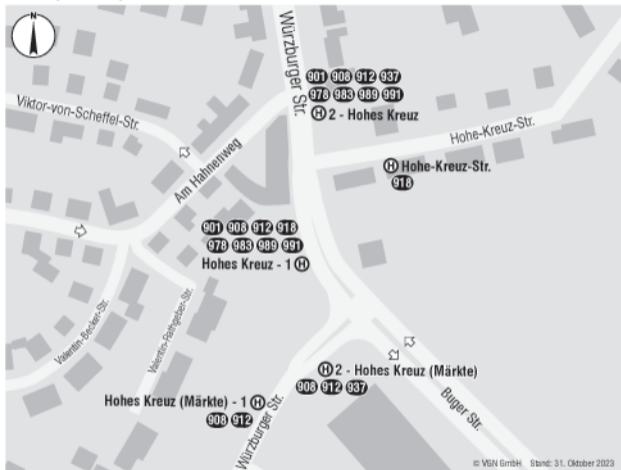 N
Würzburger Str.
901 908 912 937
978 983 989 991
H 2 - Hohes Kreuz
Viktor-von-Scheffel-Str.
Am Hahnenweg
Hohe-Kreuz-Str.
H Hohe-Kreuz-Str.
918
901 908 912 918
978 983 989 991
Hohes Kreuz - 1 H
Valentin-Becker-Str.
Valentin-Rathgeber-Str.
H 2 - Hohes Kreuz (Märkte)
908 912 937
Hohes Kreuz (Märkte) - 1 H
908 912
Würzburger Str.
Buger Str.
© VGN GmbH Stand: 31. Oktober 2023